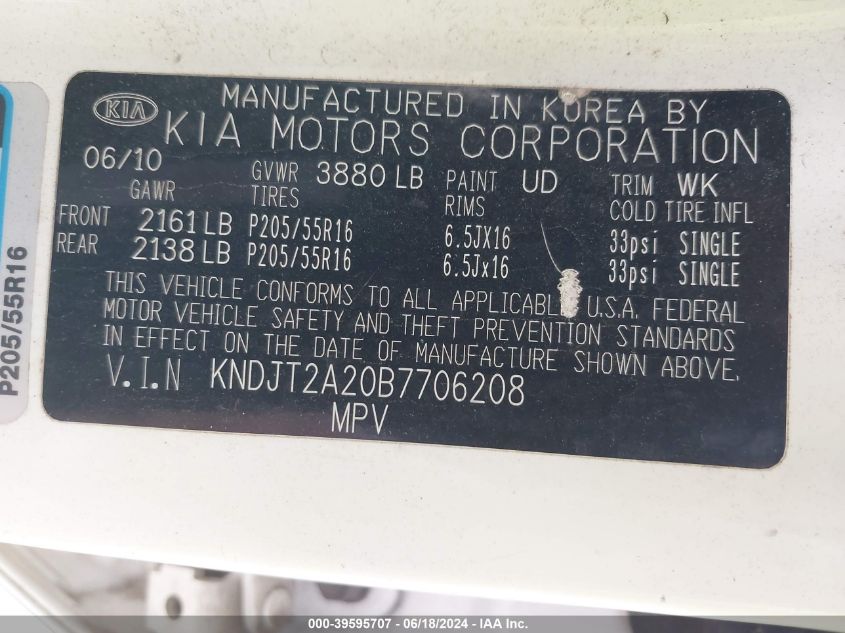 MANUFACTURED IN KOREA BY
KIA KIA MOTORS CORPORATION
06/10 GVWR 3880 LB PAINT UD TRIM WK
GAWR TIRES RIMS COLD TIRE INFL
FRONT 2161 LB P205/55R16 6.5JX16 33psi SINGLE
REAR 2138 LB P205/55R16 6.5Jx16 33psi SINGLE
THIS VEHICLE CONFORMS TO ALL APPLICABL U.S.A. FEDERAL
MOTOR VEHICLE SAFETY AND THEFT PREVENTION STANDARDS
IN EFFECT ON THE DATE OF MANUFACTURE SHOWN ABOVE.
V.I.N KNDJT2A20B7706208
MPV
P205/55R16
000-39595707 - 06/18/2024 - IAAI.com